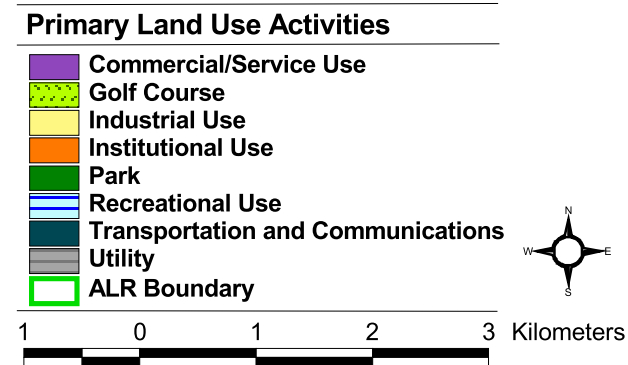 Primary Land Use Activities
Commercial/Service Use
Golf Course
Industrial Use
Institutional Use
Park
Recreational Use
Transportation and Communications
Utility
ALR Boundary
N
W E
S
1 0 1 2 3 Kilometers